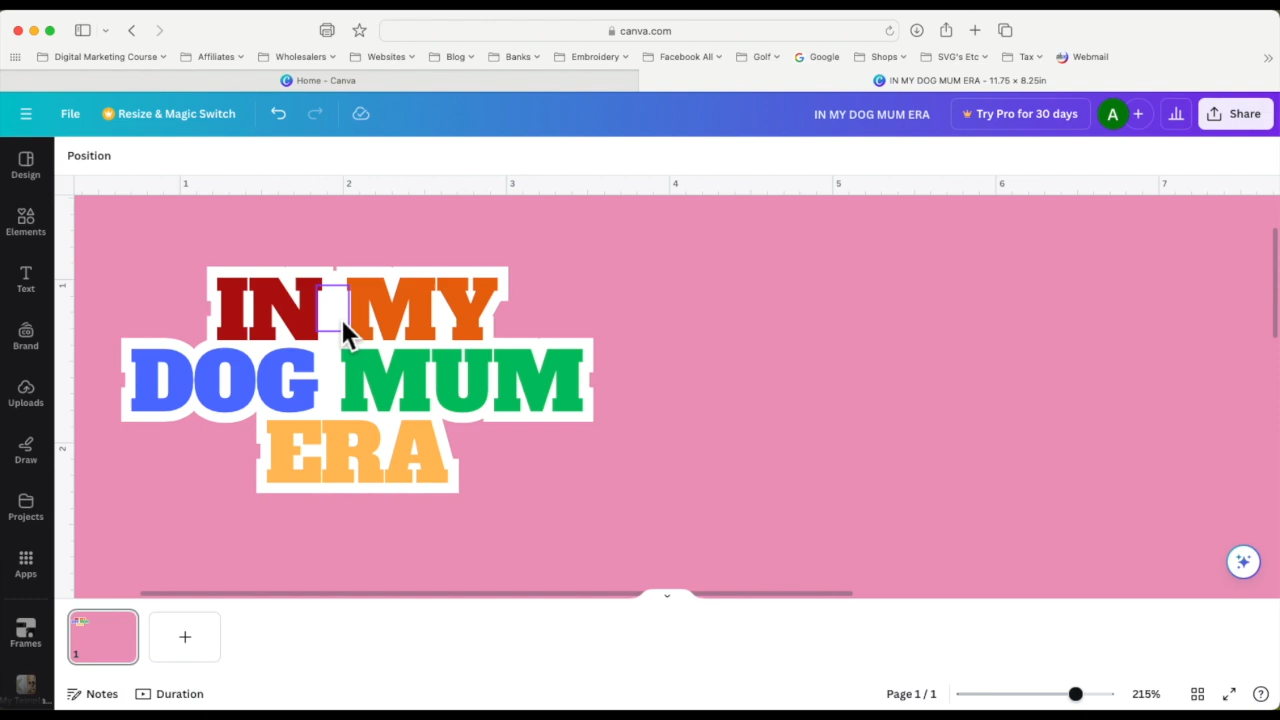 canva.com
Digital Marketing Course Affiliates Wholesalers Websites Blog Banks Embroidery Facebook All Golf Google Shops SVG's Etc Tax Webmail
Home - Canva IN MY DOG MUM ERA - 11.75 × 8.25in
File Resize & Magic Switch IN MY DOG MUM ERA Try Pro for 30 days A Share
Position
1 2 3 4 5 6 7
Design
Elements
Text
Brand
Uploads
Draw
Projects
Apps
Frames
1
2
IN MY
DOG MUM
ERA
1
Notes Duration Page 1 / 1 215%